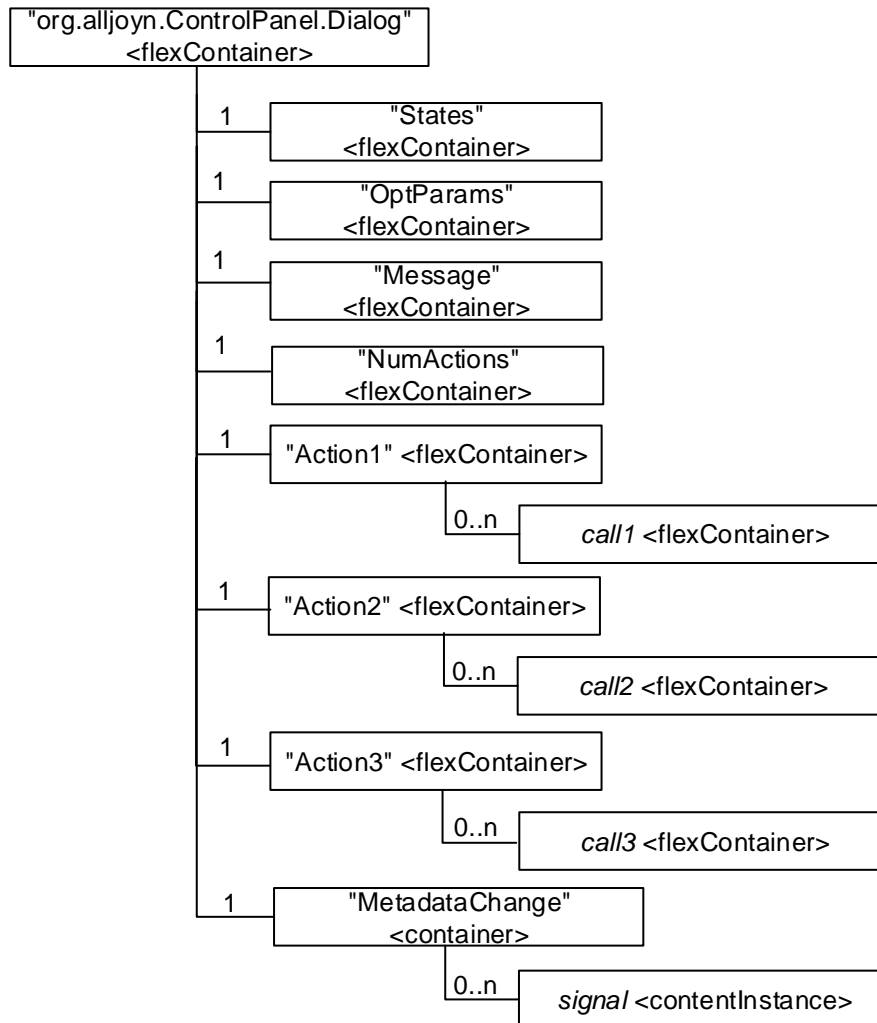 "org.alljoyn.ControlPanel.Dialog"
<flexContainer>
1
"States"
<flexContainer>
1
"OptParams"
<flexContainer>
1
"Message"
<flexContainer>
1
"NumActions"
<flexContainer>
1
"Action1" <flexContainer>
0..n
call1 <flexContainer>
1
"Action2" <flexContainer>
0..n
call2 <flexContainer>
1
"Action3" <flexContainer>
0..n
call3 <flexContainer>
1
"MetadataChange"
<container>
0..n
signal <contentInstance>